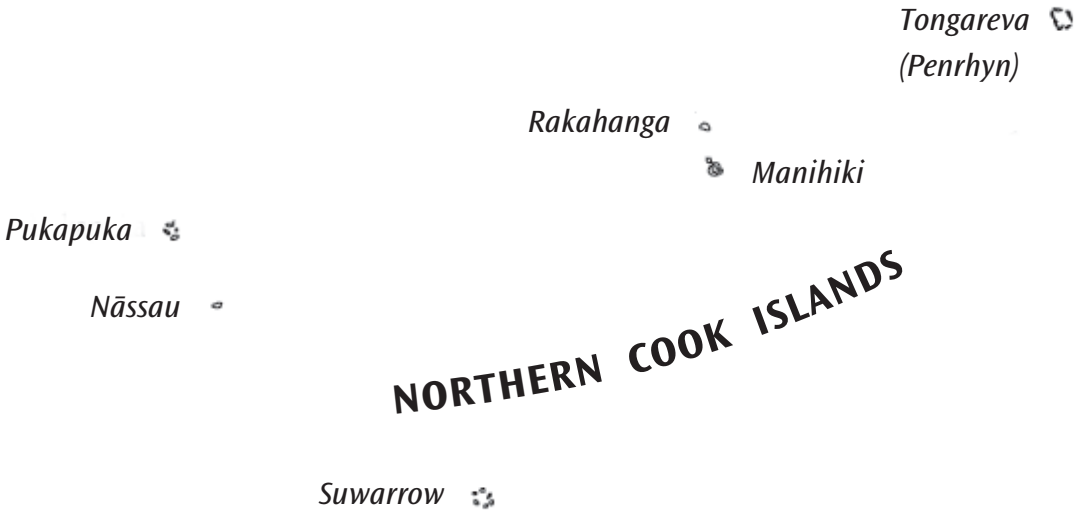 Tongareva
(Penrhyn)
Rakahanga
Manihiki
Pukapuka
Nāssau
NORTHERN COOK ISLANDS
Suwarrow